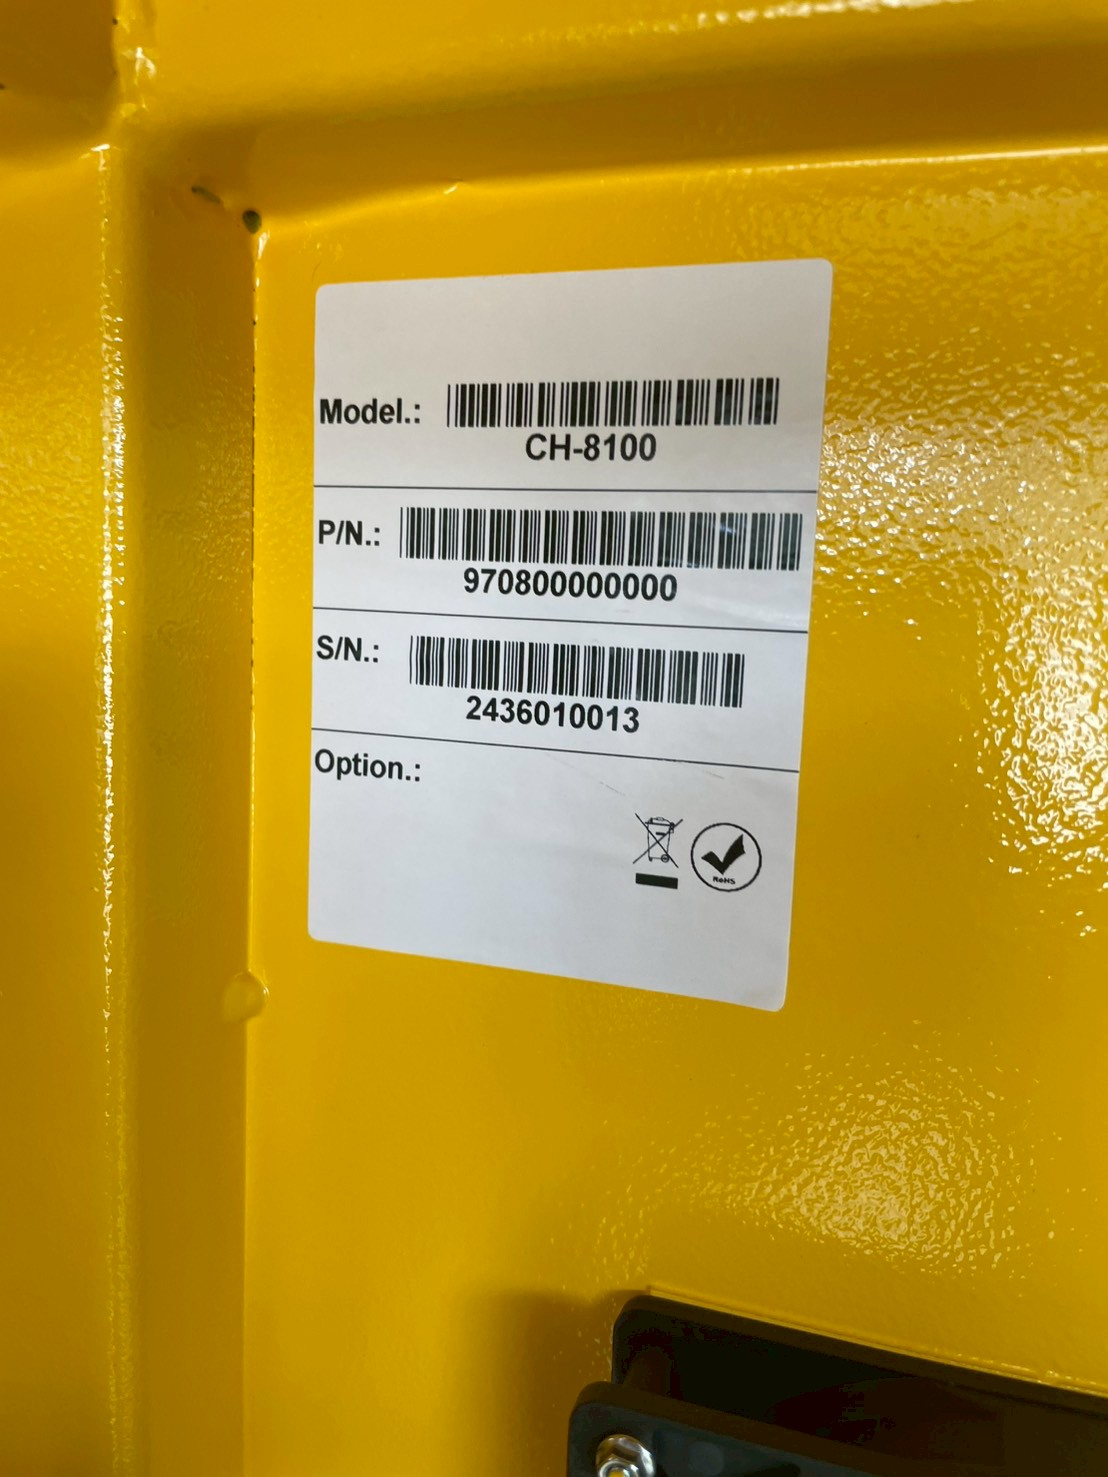 Model.:
CH-8100
P/N.:
970800000000
S/N.:
2436010013
Option.:
RoHS